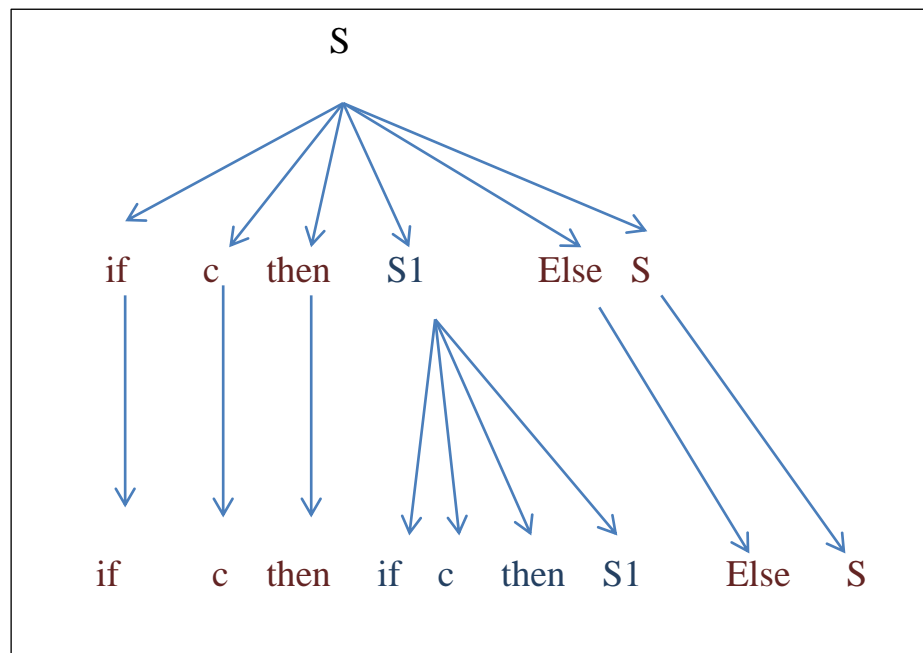 S
if c then S1 Else S
if c then if c then S1 Else S